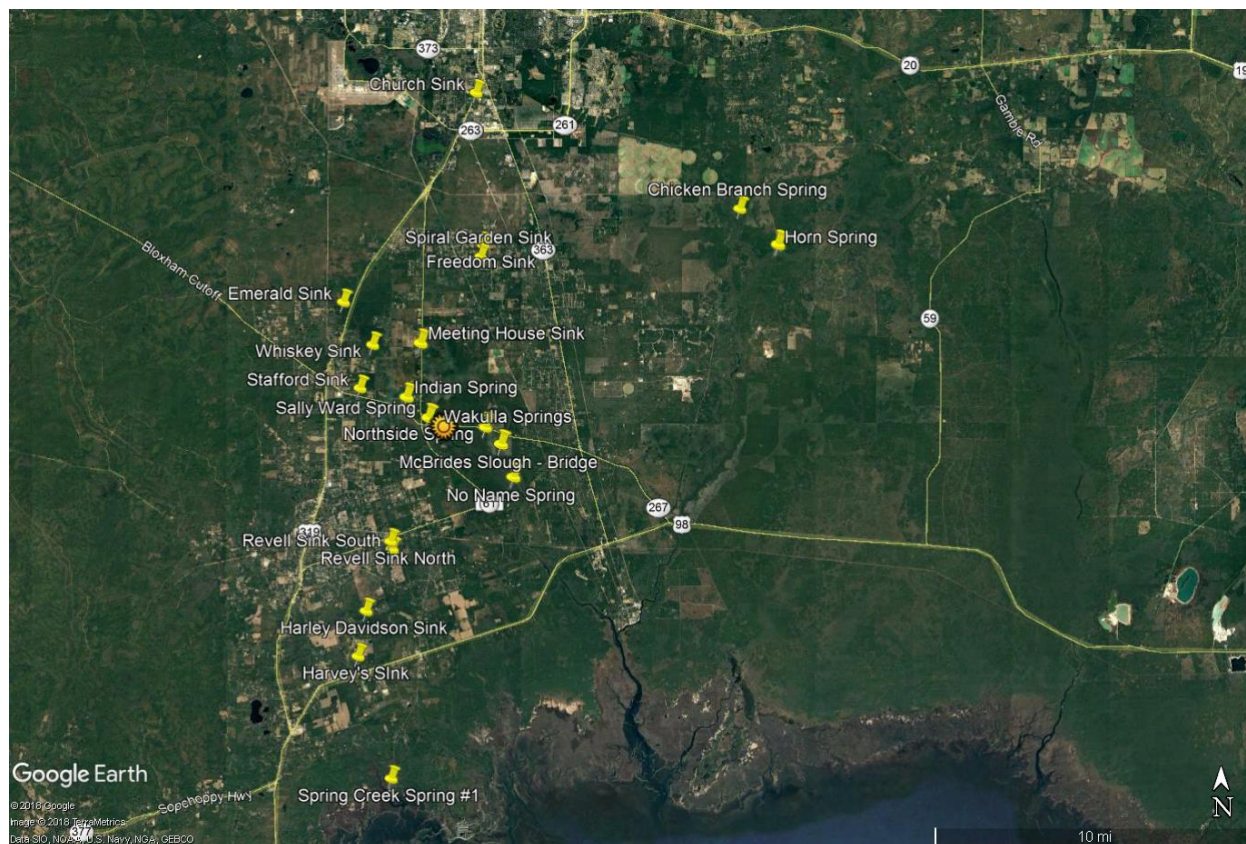 373
20
19
Church Sink
Gamble Rd
263
261
Chicken Branch Spring
Spiral Garden Sink
Horn Spring
363
Freedom Sink
Bloxham Cutoff
Emerald Sink
59
Meeting House Sink
Whiskey Sink
Stafford Sink
Indian Spring
Sally Ward Spring
Wakulla Springs
Northside Spring
McBrides Slough - Bridge
No Name Spring
61
267
98
319
Revell Sink South
Revell Sink North
Harley Davidson Sink
Harvey's SInk
Google Earth
Spring Creek Spring #1
Sopchoppy Hwy
© 2018 Google
Image © 2018 TerraMetrics
377
Data SIO, NOAA, U.S. Navy, NGA, GEBCO
N
10 mi